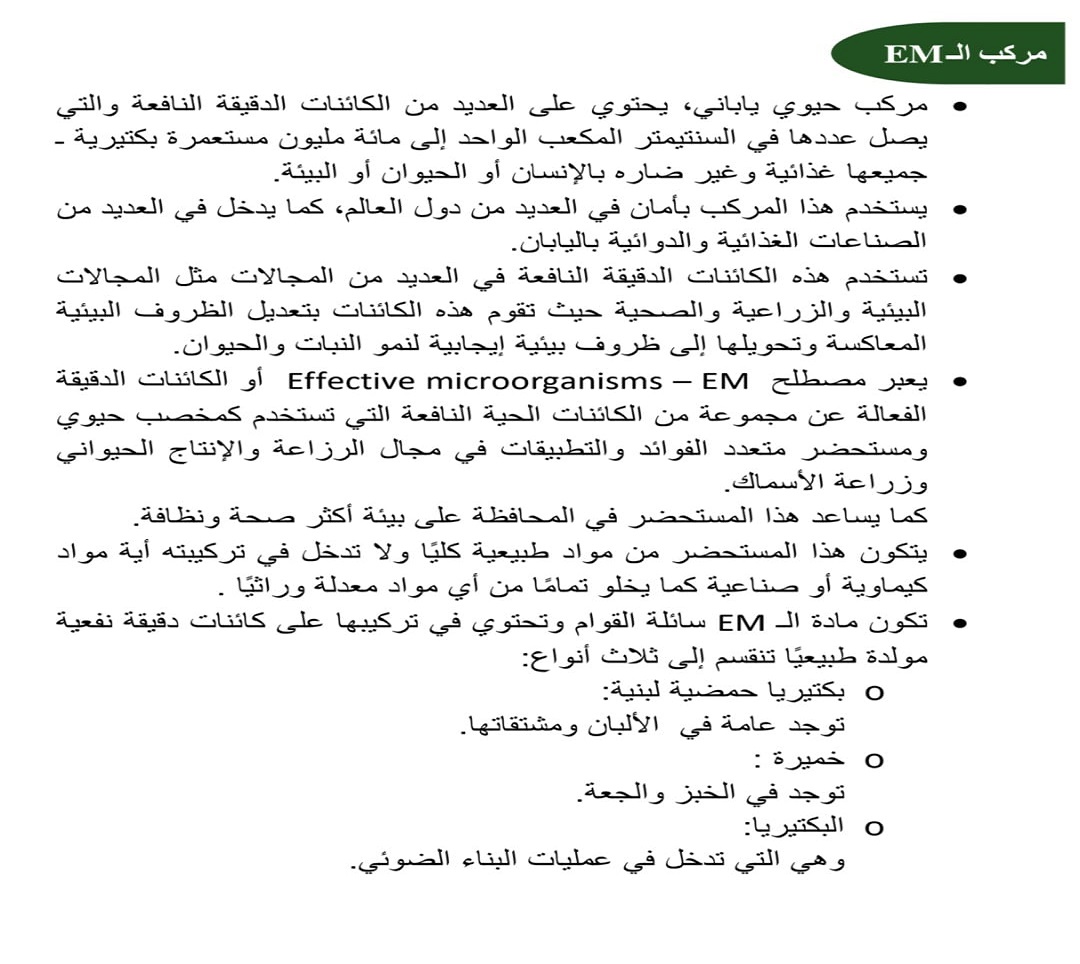 مركب الـEM
• مركب حيوي ياباني، يحتوي على العديد من الكائنات الدقيقة النافعة والتي
يصل عددها في السنتيمتر المكعب الواحد إلى مائة مليون مستعمرة بكتيرية -
جميعها غذائية وغير ضاره بالإنسان أو الحيوان أو البيئة.
• يستخدم هذا المركب بأمان في العديد من دول العالم، كما يدخل في العديد من
الصناعات الغذائية والدوائية باليابان.
• تستخدم هذه الكائنات الدقيقة النافعة في العديد من المجالات مثل المجالات
البيئية والزراعية والصحية حيث تقوم هذه الكائنات بتعديل الظروف البيئية
المعاكسة وتحويلها إلى ظروف بيئية إيجابية لنمو النبات والحيوان.
• يعبر مصطلح Effective microorganisms – EM أو الكائنات الدقيقة
الفعالة عن مجموعة من الكائنات الحية النافعة التي تستخدم كمخصب حيوي
ومستحضر متعدد الفوائد والتطبيقات في مجال الرزاعة والإنتاج الحيواني
وزراعة الأسماك.
كما يساعد هذا المستحضر في المحافظة على بيئة أكثر صحة ونظافة.
• يتكون هذا المستحضر من مواد طبيعية كليًا ولا تدخل في تركيبته أية مواد
كيماوية أو صناعية كما يخلو تمامًا من أي مواد معدلة وراثيًا .
• تكون مادة الـ EM سائلة القوام وتحتوي في تركيبها على كائنات دقيقة نفعية
مولدة طبيعيًا تنقسم إلى ثلاث أنواع:
o بكتيريا حمضية لبنية:
توجد عامة في الألبان ومشتقاتها.
o خميرة :
توجد في الخبز والجعة.
o البكتيريا:
وهي التي تدخل في عمليات البناء الضوئي.